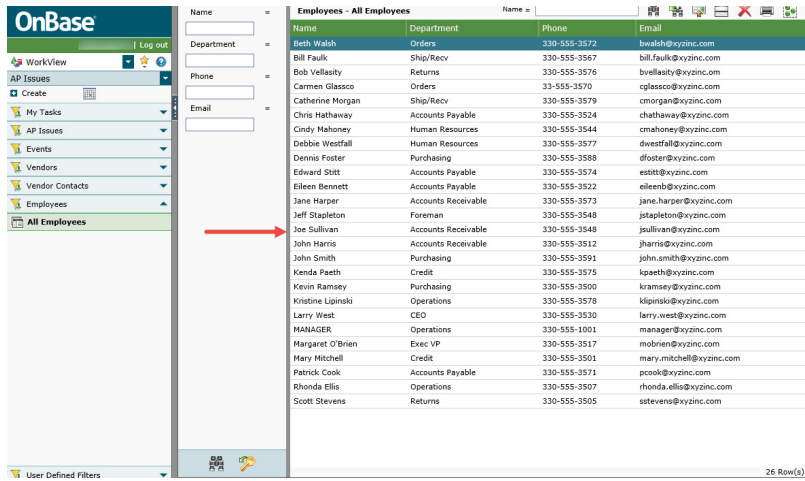 OnBase
| Log out
WorkView
AP Issues
Create
My Tasks
AP Issues
Events
Vendors
Vendor Contacts
Employees
All Employees
User Defined Filters
Name =
Department =
Phone =
Email =
Employees - All Employees Name =
Name Department Phone Email
Beth Walsh Orders 330-555-3572 bwalsh@xyzinc.com
Bill Faulk Ship/Recv 330-555-3567 bill.faulk@xyzinc.com
Bob Vellasity Returns 330-555-3576 bvellasity@xyzinc.om
Carmen Glassco Orders 33-555-3570 cglassco@xyzinc.com
Catherine Morgan Ship/Recv 330-555-3579 cmorgan@xyzinc.com
Chris Hathaway Accounts Payable 330-555-3524 chathaway@xyzinc.com
Cindy Mahoney Human Resources 330-555-3544 cmahoney@xyzinc.com
Debbie Westfall Human Resources 330-555-3577 dwestfall@xyzinc.com
Dennis Foster Purchasing 330-555-3588 dfoster@xyzinc.com
Edward Stitt Accounts Payable 330-555-3574 estitt@xyzinc.com
Eileen Bennett Accounts Payable 330-555-3522 eileenb@xyzinc.com
Jane Harper Accounts Receivable 330-555-3573 jane.harper@xyzinc.com
Jeff Stapleton Foreman 330-555-3548 jstapleton@xyzinc.com
Joe Sullivan Accounts Receivable 330-555-3548 jsullivan@xyzinc.com
John Harris Accounts Receivable 330-555-3512 jharris@xyzinc.com
John Smith Purchasing 330-555-3591 john.smith@xyzinc.com
Kenda Paeth Credit 330-555-3575 kpaeth@xyzinc.com
Kevin Ramsey Purchasing 330-555-3500 kramsey@xyzinc.com
Kristine Lipinski Operations 330-555-3578 klipinski@xyzinc.com
Larry West CEO 330-555-3530 larry.west@xyzinc.com
MANAGER Operations 330-555-1001 manager@xyzinc.com
Margaret O'Brien Exec VP 330-555-3517 mobrien@xyzinc.com
Mary Mitchell Credit 330-555-3501 mary.mitchell@xyzinc.com
Patrick Cook Accounts Payable 330-555-3571 pcook@xyzinc.com
Rhonda Ellis Operations 330-555-3507 rhonda.ellis@xyzinc.com
Scott Stevens Returns 330-555-3505 sstevens@xyzinc.com
26 Row(s)